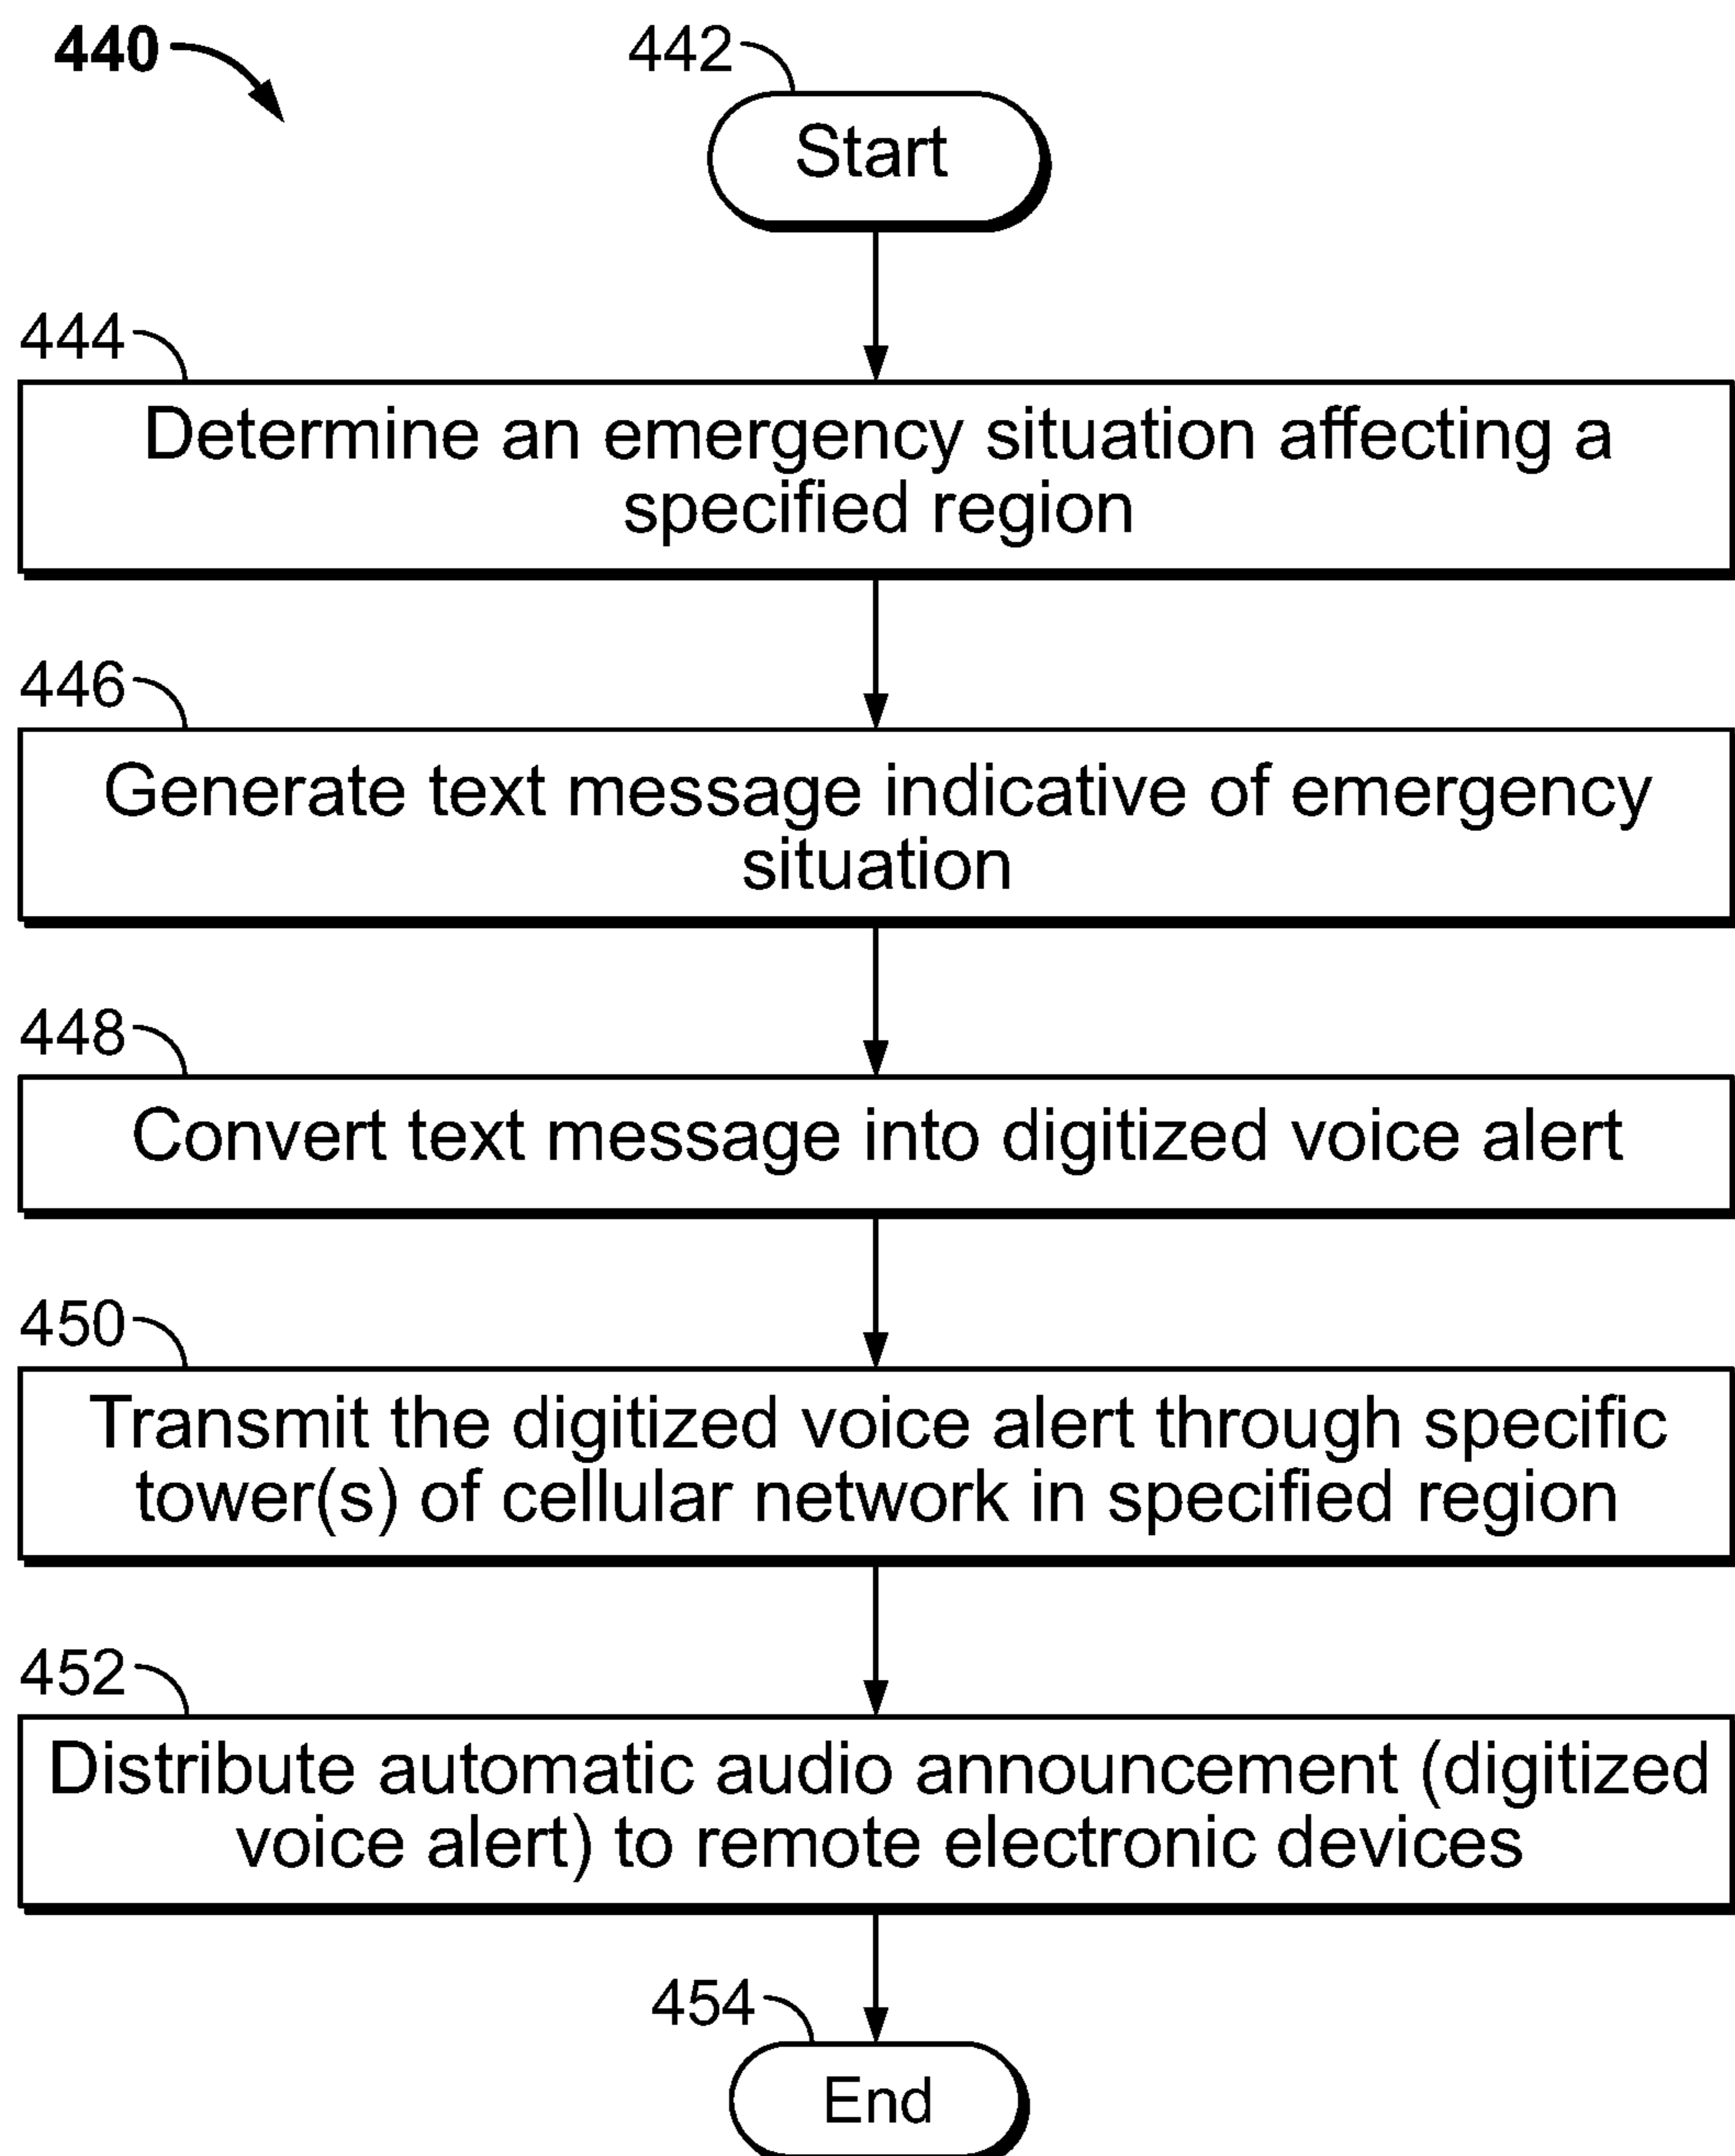 440
442
Start
444
Determine an emergency situation affecting a
specified region
446
Generate text message indicative of emergency
situation
448
Convert text message into digitized voice alert
450
Transmit the digitized voice alert through specific
tower(s) of cellular network in specified region
452
Distribute automatic audio announcement (digitized
voice alert) to remote electronic devices
454
End